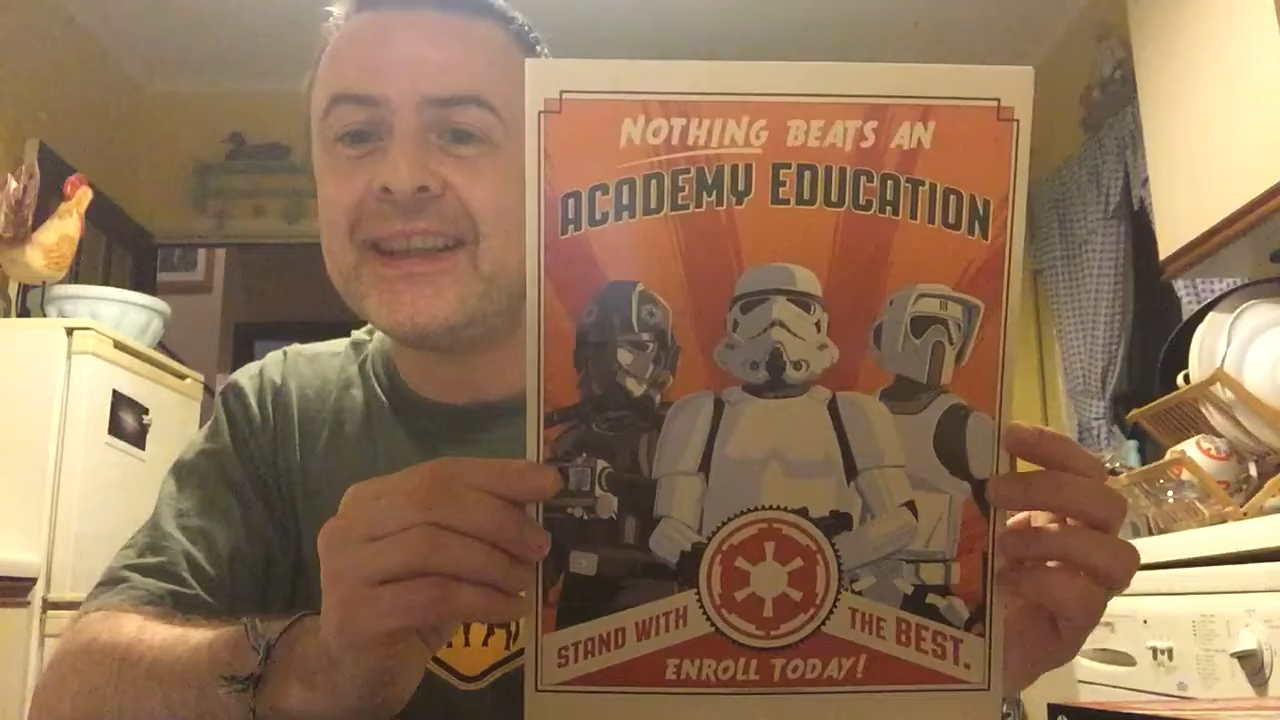 NOTHING BEATS AN
ACADEMY EDUCATION
STAND WITH
THE BEST.
ENROLL TODAY!